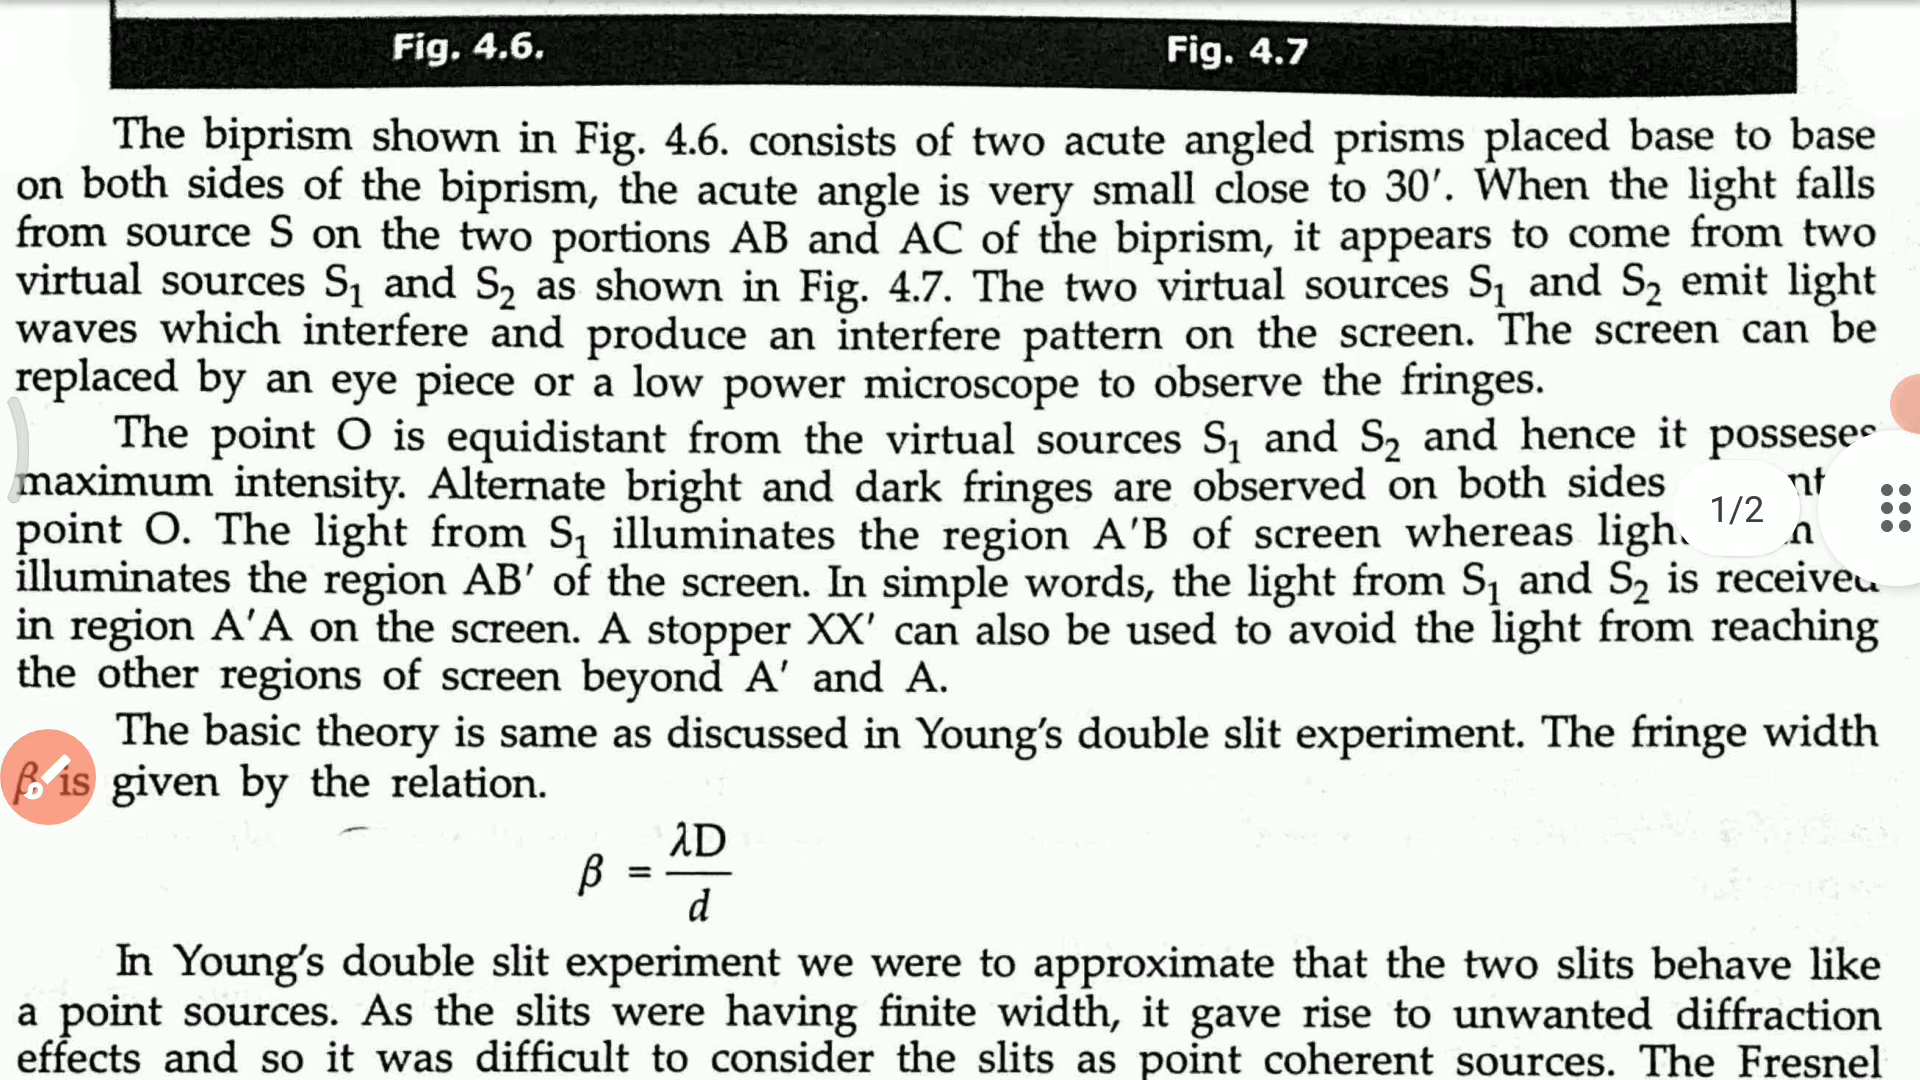 Fig. 4.6. Fig. 4.7
The biprism shown in Fig. 4.6. consists of two acute angled prisms placed base to base
on both sides of the biprism, the acute angle is very small close to 30′. When the light falls
from source S on the two portions AB and AC of the biprism, it appears to come from two
virtual sources S₁ and S₂ as shown in Fig. 4.7. The two virtual sources S₁ and S₂ emit light
waves which interfere and produce an interfere pattern on the screen. The screen can be
replaced by an eye piece or a low power microscope to observe the fringes.
The point O is equidistant from the virtual sources S₁ and S₂ and hence it posseses
maximum intensity. Alternate bright and dark fringes are observed on both sides
1/2
point O. The light from S₁ illuminates the region A′B of screen whereas
illuminates the region AB′ of the screen. In simple words, the light from S₁ and S₂ is received
in region A′A on the screen. A stopper XX′ can also be used to avoid the light from reaching
the other regions of screen beyond A′ and A.
The basic theory is same as discussed in Young's double slit experiment. The fringe width
β is given by the relation.
β = λD/d
In Young's double slit experiment we were to approximate that the two slits behave like
a point sources. As the slits were having finite width, it gave rise to unwanted diffraction
effects and so it was difficult to consider the slits as point coherent sources. The Fresnel